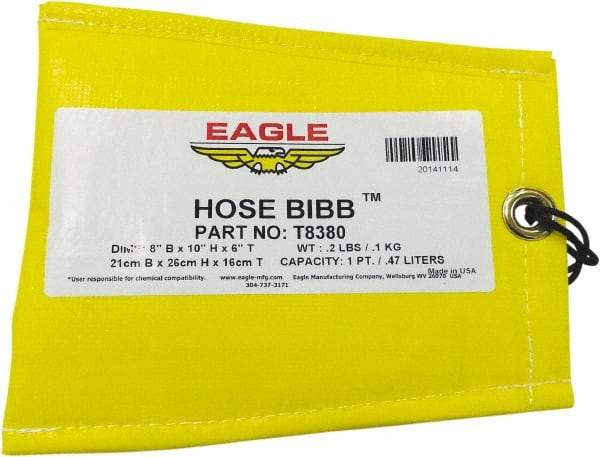 EAGLE
20141114
HOSE BIBB ™
PART NO: T8380
DIM'S 8" B x 10" H x 6" T WT : .2 LBS / .1 KG
21cm B x 26cm H x 16cm T CAPACITY: 1 PT. / .47 LITERS
Made in USA
*User responsible for chemical compatibility. www.eagle-mfg.com Eagle Manufacturing Company, Wellsburg WV 26070 USA
304-737-3171